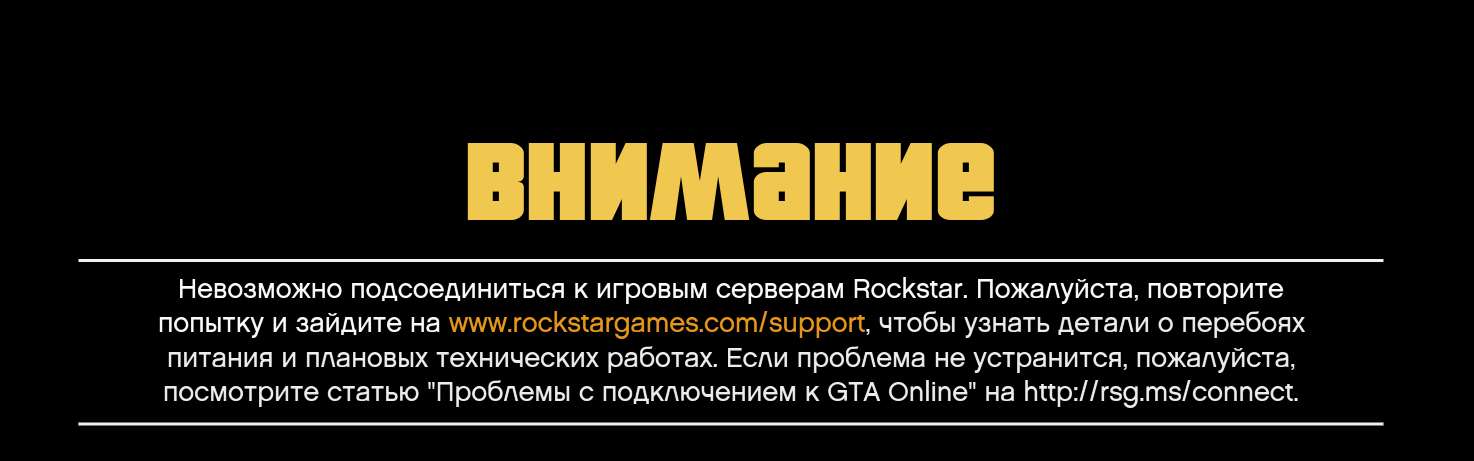 внимание
Невозможно подсоединиться к игровым серверам Rockstar. Пожалуйста, повторите
попытку и зайдите на www.rockstargames.com/support, чтобы узнать детали о перебоях
питания и плановых технических работах. Если проблема не устранится, пожалуйста,
посмотрите статью "Проблемы с подключением к GTA Online" на http://rsg.ms/connect.